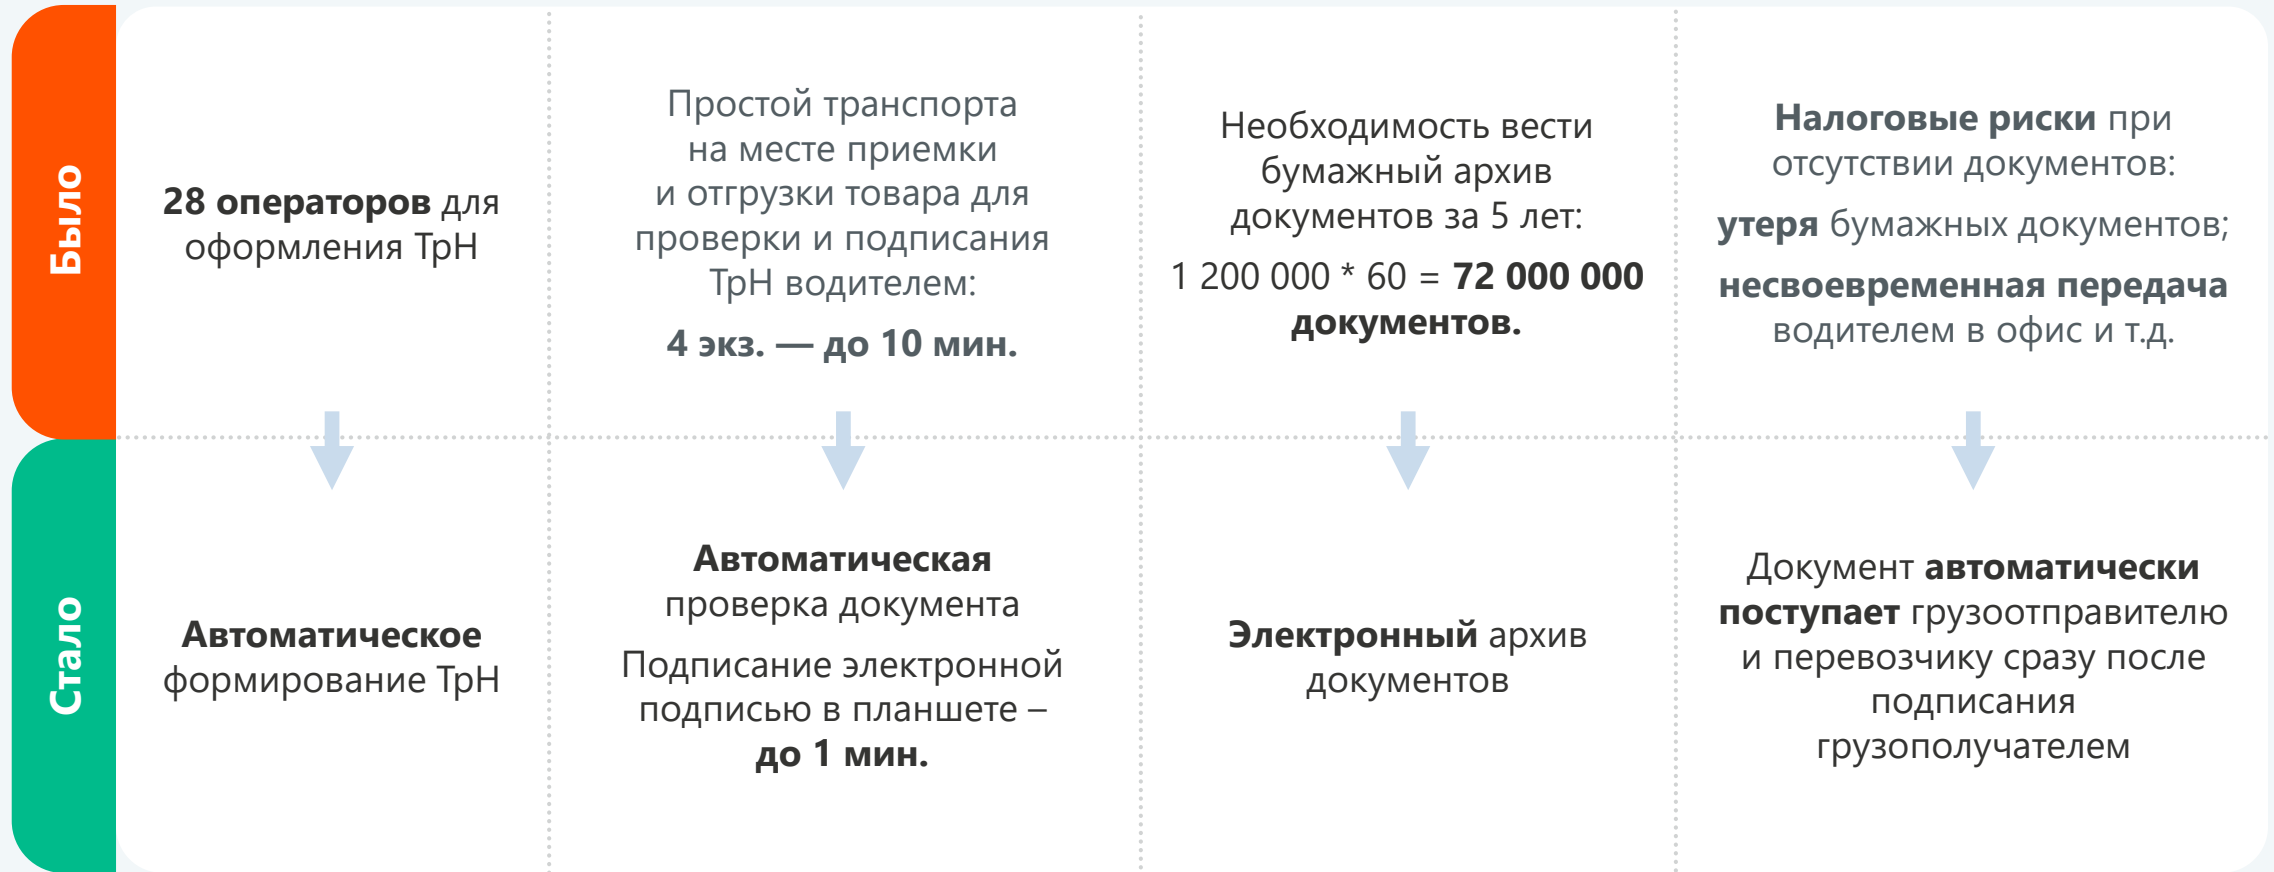 Было
28 операторов для
оформления ТрН
Простой транспорта
на месте приемки
и отгрузки товара для
проверки и подписания
ТрН водителем:
4 экз. — до 10 мин.
Необходимость вести
бумажный архив
документов за 5 лет:
1 200 000 * 60 = 72 000 000
документов.
Налоговые риски при
отсутствии документов:
утеря бумажных документов;
несвоевременная передача
водителем в офис и т.д.
Стало
Автоматическое
формирование ТрН
Автоматическая
проверка документа
Подписание электронной
подписью в планшете –
до 1 мин.
Электронный архив
документов
Документ автоматически
поступает грузоотправителю
и перевозчику сразу после
подписания
грузополучателем